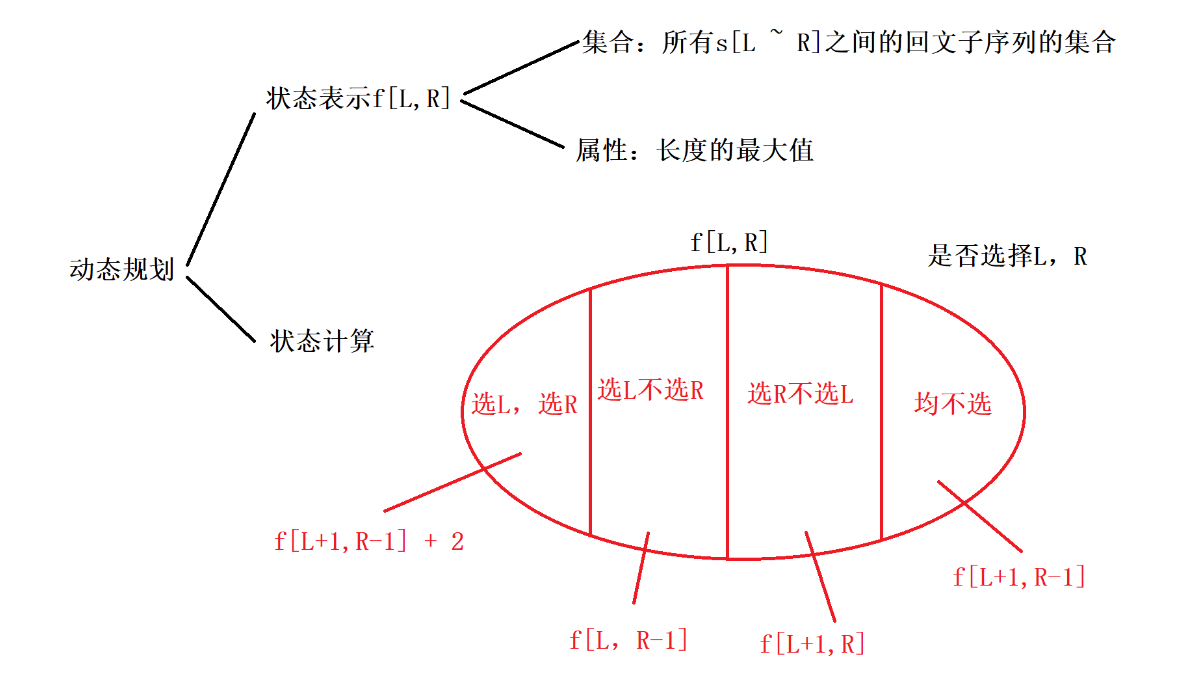 集合：所有s[L ~ R]之间的回文子序列的集合
状态表示f[L,R]
属性：长度的最大值
动态规划
状态计算
f[L,R]
是否选择L，R
选L，选R
选L不选R
选R不选L
均不选
f[L+1,R-1] + 2
f[L，R-1]
f[L+1,R]
f[L+1,R-1]